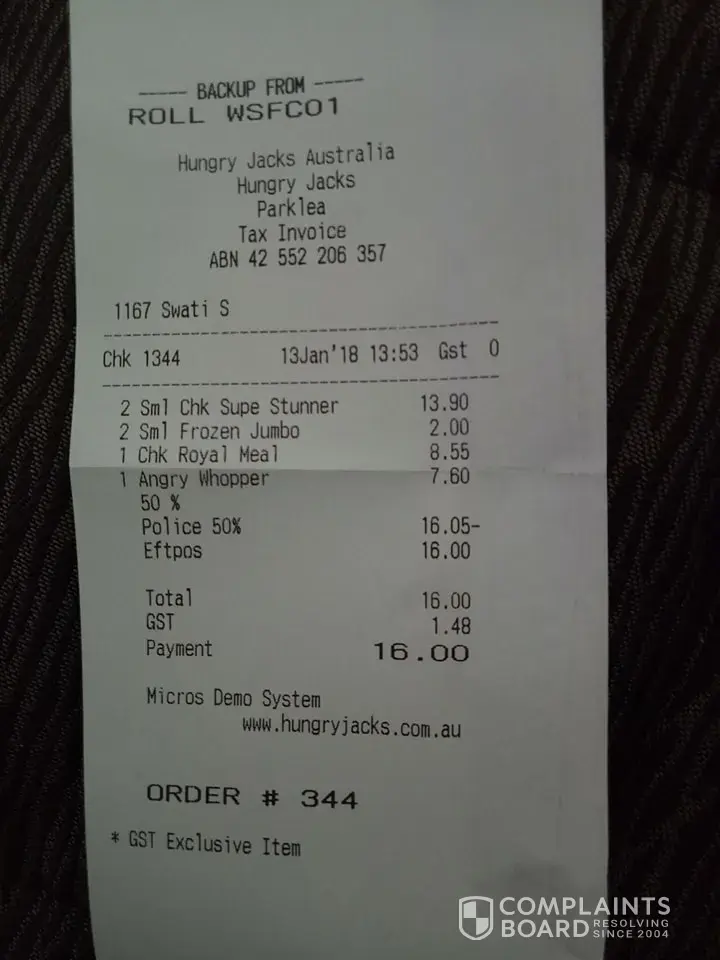 ----- BACKUP FROM -----
ROLL WSFC01
Hungry Jacks Australia
Hungry Jacks
Parklea
Tax Invoice
ABN 42 552 206 357
1167 Swati S
Chk 1344 13Jan'18 13:53 Gst 0
2 Sml Chk Supe Stunner 13.90
2 Sml Frozen Jumbo 2.00
1 Chk Royal Meal 8.55
1 Angry Whopper 7.60
50 %
Police 50% 16.05-
Eftpos 16.00
Total 16.00
GST 1.48
Payment 16.00
Micros Demo System
www.hungryjacks.com.au
ORDER # 344
* GST Exclusive Item
COMPLAINTS
BOARD RESOLVING
SINCE 2004